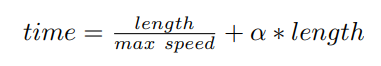 time = length / max speed + α * length